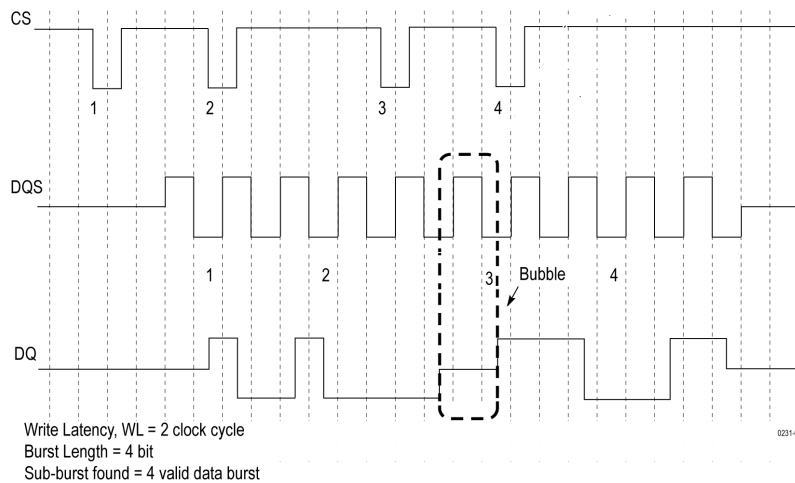 CS
1 2 3 4
DQS
1 2 3 4
Bubble
DQ
Write Latency, WL = 2 clock cycle
Burst Length = 4 bit
Sub-burst found = 4 valid data burst